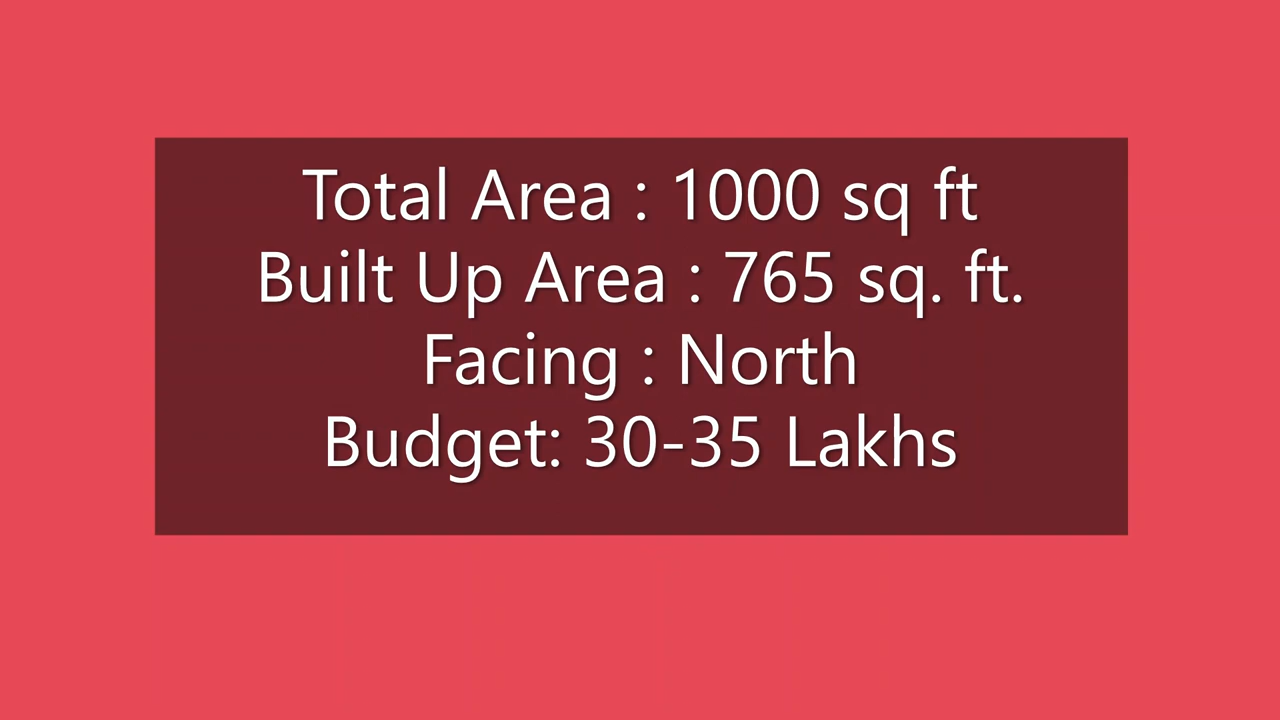 Total Area : 1000 sq ft
Built Up Area : 765 sq. ft.
Facing : North
Budget: 30-35 Lakhs